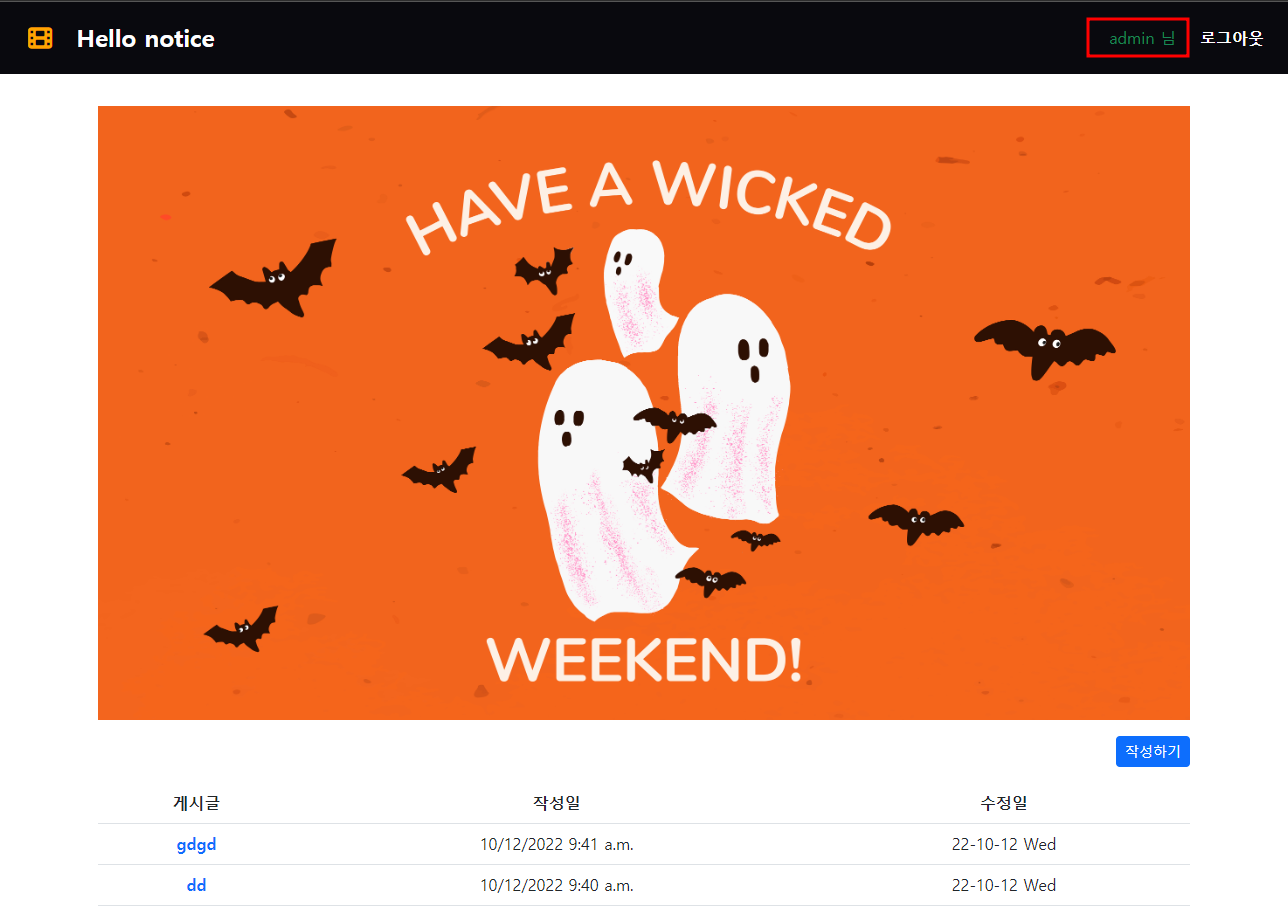 Hello notice admin 님 로그아웃
HAVE A WICKED
WEEKEND!
작성하기
게시글 작성일 수정일
gdgd 10/12/2022 9:41 a.m. 22-10-12 Wed
dd 10/12/2022 9:40 a.m. 22-10-12 Wed